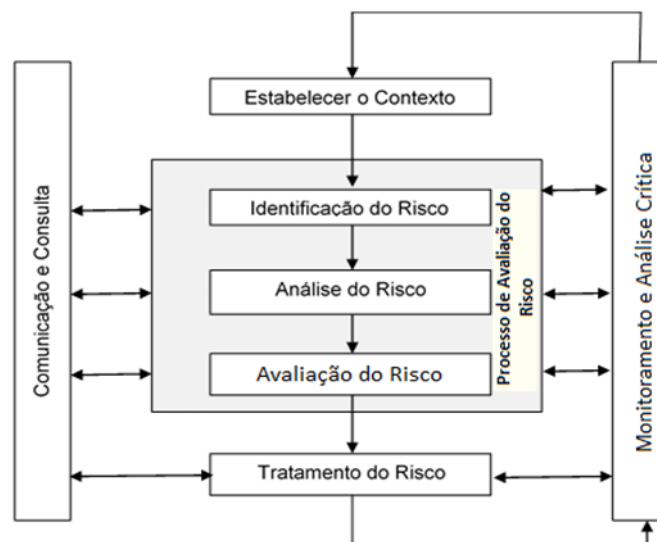 Estabelecer o Contexto
Comunicação e Consulta
Identificação do Risco
Análise do Risco
Avaliação do Risco
Processo de Avaliação do
Risco
Monitoramento e Análise Crítica
Tratamento do Risco